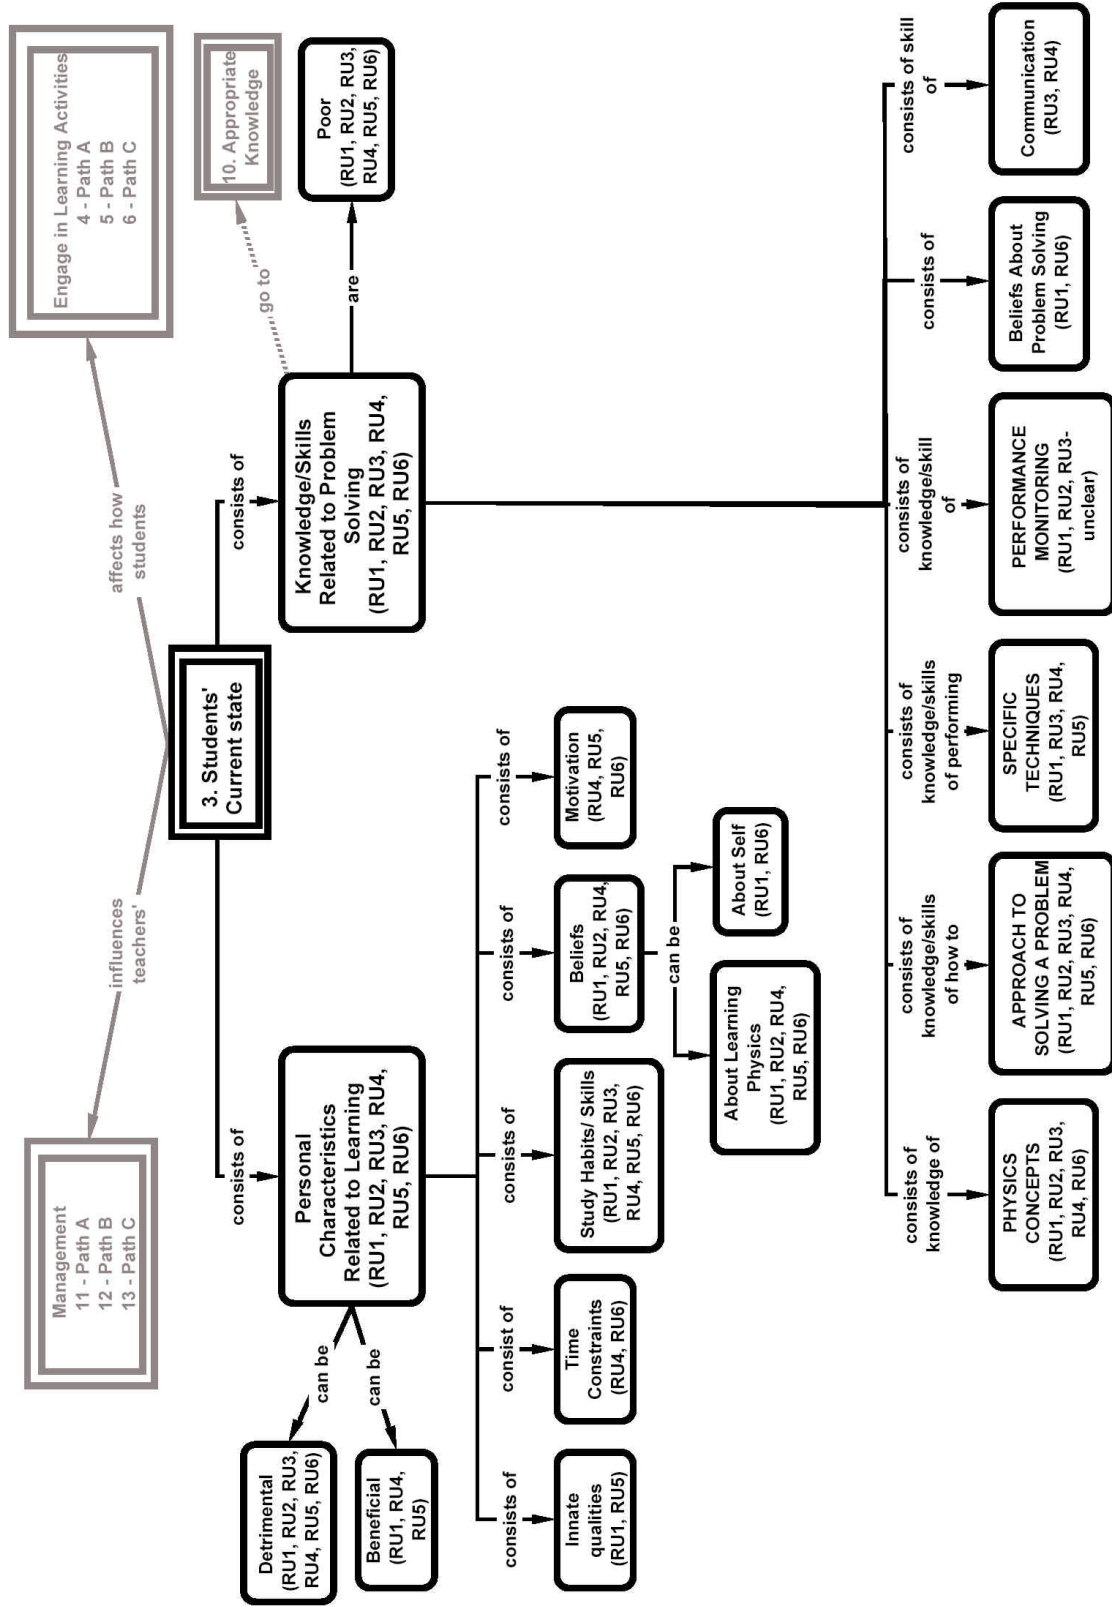 Management
11 - Path A
12 - Path B
13 - Path C
influences
teachers'
affects how
students
Engage in Learning Activities
4 - Path A
5 - Path B
6 - Path C
3. Students'
Current state
10. Appropriate
Knowledge
go to
consists of
consists of
Detrimental
(RU1, RU2, RU3,
RU4, RU5, RU6)
can be
Beneficial
(RU1, RU4,
RU5)
can be
Personal
Characteristics
Related to Learning
(RU1, RU2, RU3, RU4,
RU5, RU6)
Knowledge/Skills
Related to Problem
Solving
(RU1, RU2, RU3, RU4,
RU5, RU6)
are
Poor
(RU1, RU2, RU3,
RU4, RU5, RU6)
consists of
Innate
qualities
(RU1, RU5)
consist of
Time
Constraints
(RU4, RU6)
consists of
Study Habits/ Skills
(RU1, RU2, RU3,
RU4, RU5, RU6)
consists of
Beliefs
(RU1, RU2, RU4,
RU5, RU6)
consists of
Motivation
(RU4, RU5,
RU6)
can be
About Learning
Physics
(RU1, RU2, RU4,
RU5, RU6)
About Self
(RU1, RU6)
consists of
knowledge of
PHYSICS
CONCEPTS
(RU1, RU2, RU3,
RU4, RU6)
consists of
knowledge/skills
of how to
APPROACH TO
SOLVING A PROBLEM
(RU1, RU2, RU3, RU4,
RU5, RU6)
consists of
knowledge/skills
of performing
SPECIFIC
TECHNIQUES
(RU1, RU3, RU4,
RU5)
consists of
knowledge/skill
of
PERFORMANCE
MONITORING
(RU1, RU2, RU3-
unclear)
consists of
Beliefs About
Problem Solving
(RU1, RU6)
consists of skill
of
Communication
(RU3, RU4)